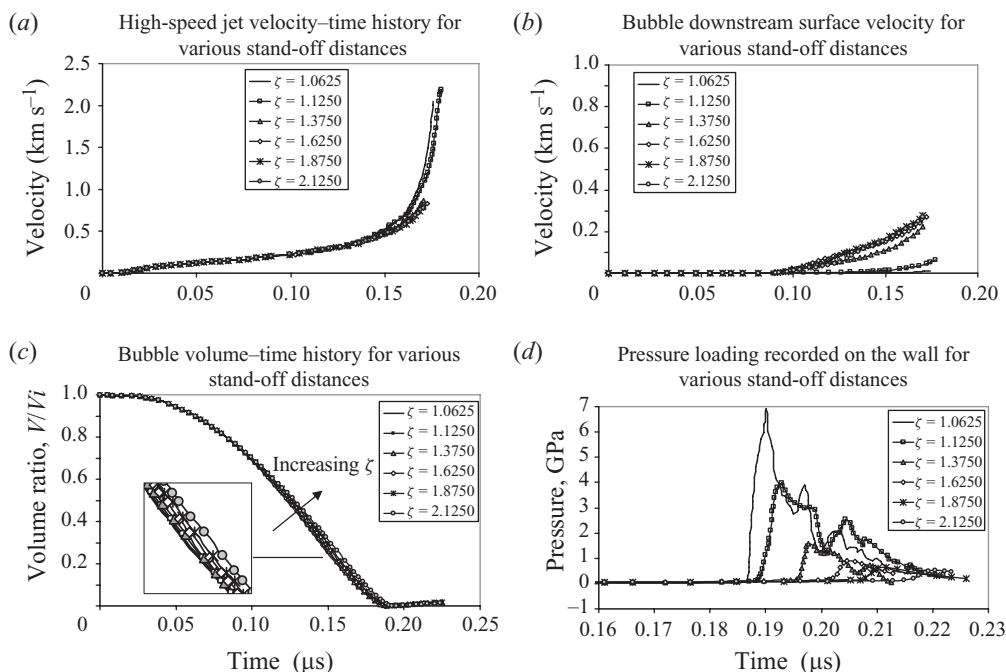 (a) High-speed jet velocity–time history for
various stand-off distances
2.5
2.0
1.5
1.0
0.5
0
0.05
0.10
0.15
0.20
Velocity (km s⁻¹)
ζ = 1.0625
ζ = 1.1250
ζ = 1.3750
ζ = 1.6250
ζ = 1.8750
ζ = 2.1250
(b) Bubble downstream surface velocity for
various stand-off distances
1.0
0.8
0.6
0.4
0.2
0
0.05
0.10
0.15
0.20
Velocity (km s⁻¹)
ζ = 1.0625
ζ = 1.1250
ζ = 1.3750
ζ = 1.6250
ζ = 1.8750
ζ = 2.1250
(c) Bubble volume–time history for various
stand-off distances
1.0
0.8
0.6
0.4
0.2
0
0.05
0.10
0.15
0.20
0.25
Volume ratio, V/Vi
Time (μs)
Increasing ζ
ζ = 1.0625
ζ = 1.1250
ζ = 1.3750
ζ = 1.6250
ζ = 1.8750
ζ = 2.1250
(d) Pressure loading recorded on the wall for
various stand-off distances
7
6
5
4
3
2
1
0
−1
0.16
0.17
0.18
0.19
0.20
0.21
0.22
0.23
Pressure, GPa
Time (μs)
ζ = 1.0625
ζ = 1.1250
ζ = 1.3750
ζ = 1.6250
ζ = 1.8750
ζ = 2.1250